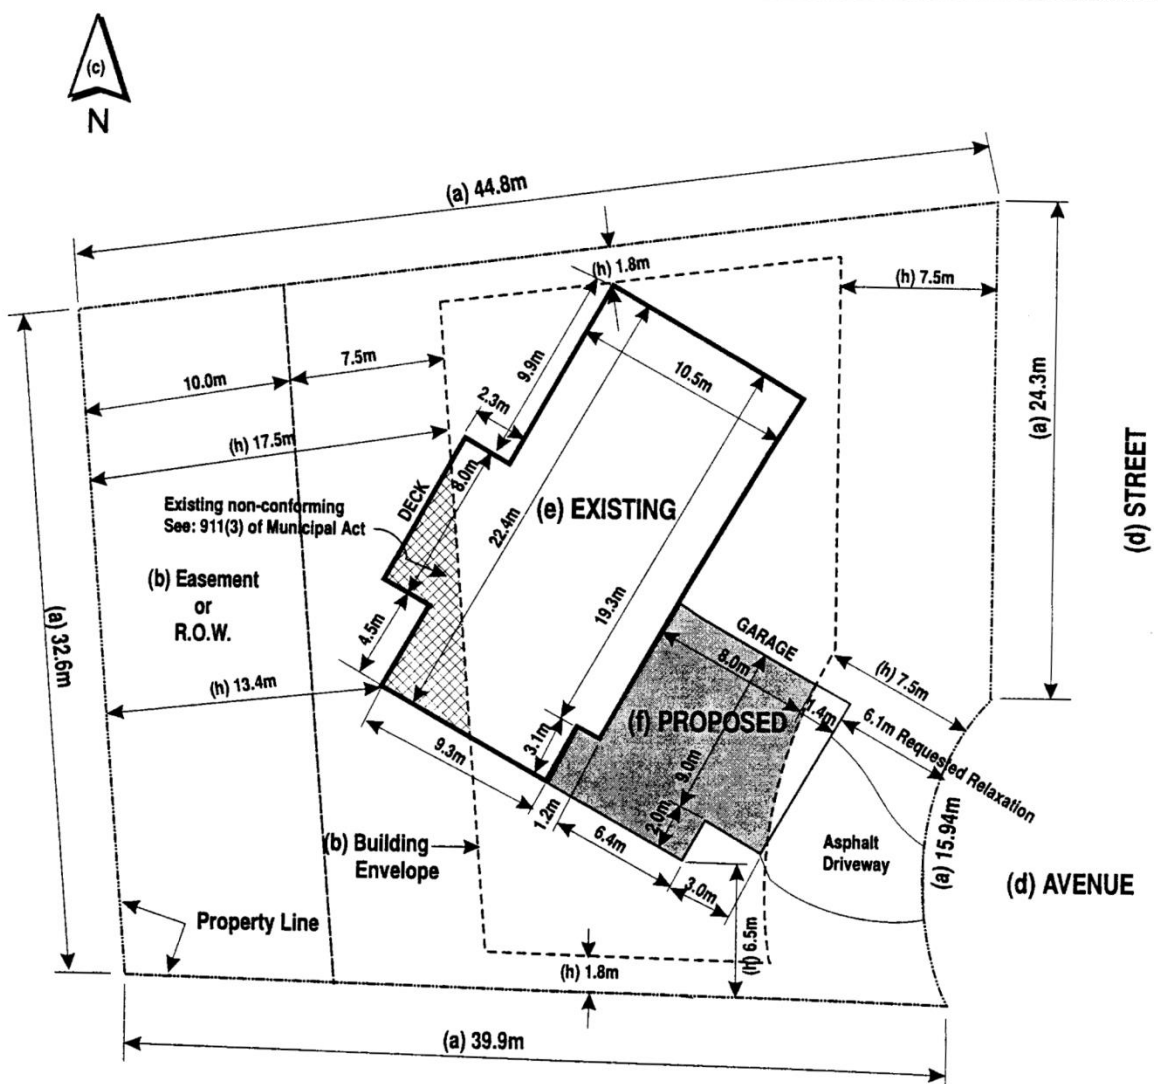 (c)
N
(a) 44.8m
(h) 1.8m
(h) 7.5m
7.5m
10.0m
9.9m
10.5m
2.3m
(a) 24.3m
(h) 17.5m
DECK
8.0m
(d) STREET
Existing non-conforming
See: 911(3) of Municipal Act
(e) EXISTING
22.4m
(b) Easement
or
R.O.W.
(a) 32.6m
4.5m
19.3m
GARAGE
8.0m
(h) 7.5m
(h) 13.4m
1.4m
6.1m Requested Relaxation
(f) PROPOSED
3.1m
9.3m
9.0m
1.2m
2.0m
6.4m
(b) Building
Envelope
Asphalt
Driveway
(a) 15.94m
(d) AVENUE
3.0m
Property Line
(h) 6.5m
(h) 1.8m
(a) 39.9m